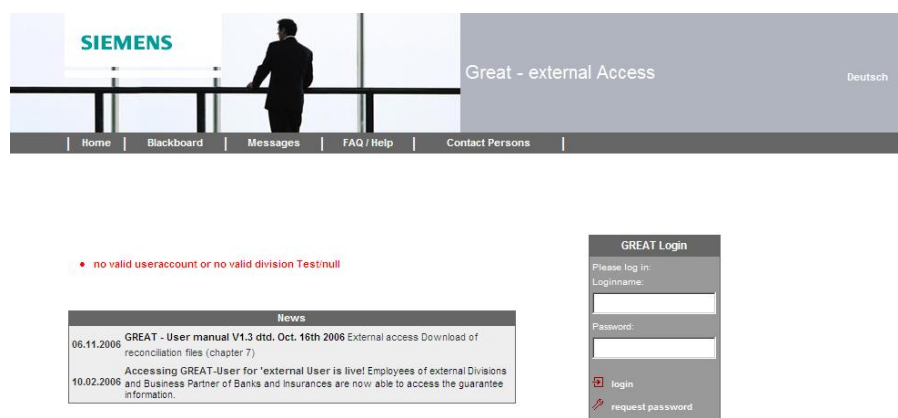 SIEMENS
Great - external Access
Deutsch
Home | Blackboard | Messages | FAQ / Help | Contact Persons |
no valid useraccount or no valid division Test/null
News
06.11.2006 GREAT - User manual V1.3 dtd. Oct. 16th 2006 External access Download of
reconciliation files (chapter 7)
10.02.2006 Accessing GREAT-User for 'external User is live! Employees of external Divisions
and Business Partner of Banks and Insurances are now able to access the guarantee
information.
GREAT Login
Please log in:
Loginname:
Password:
login
request password